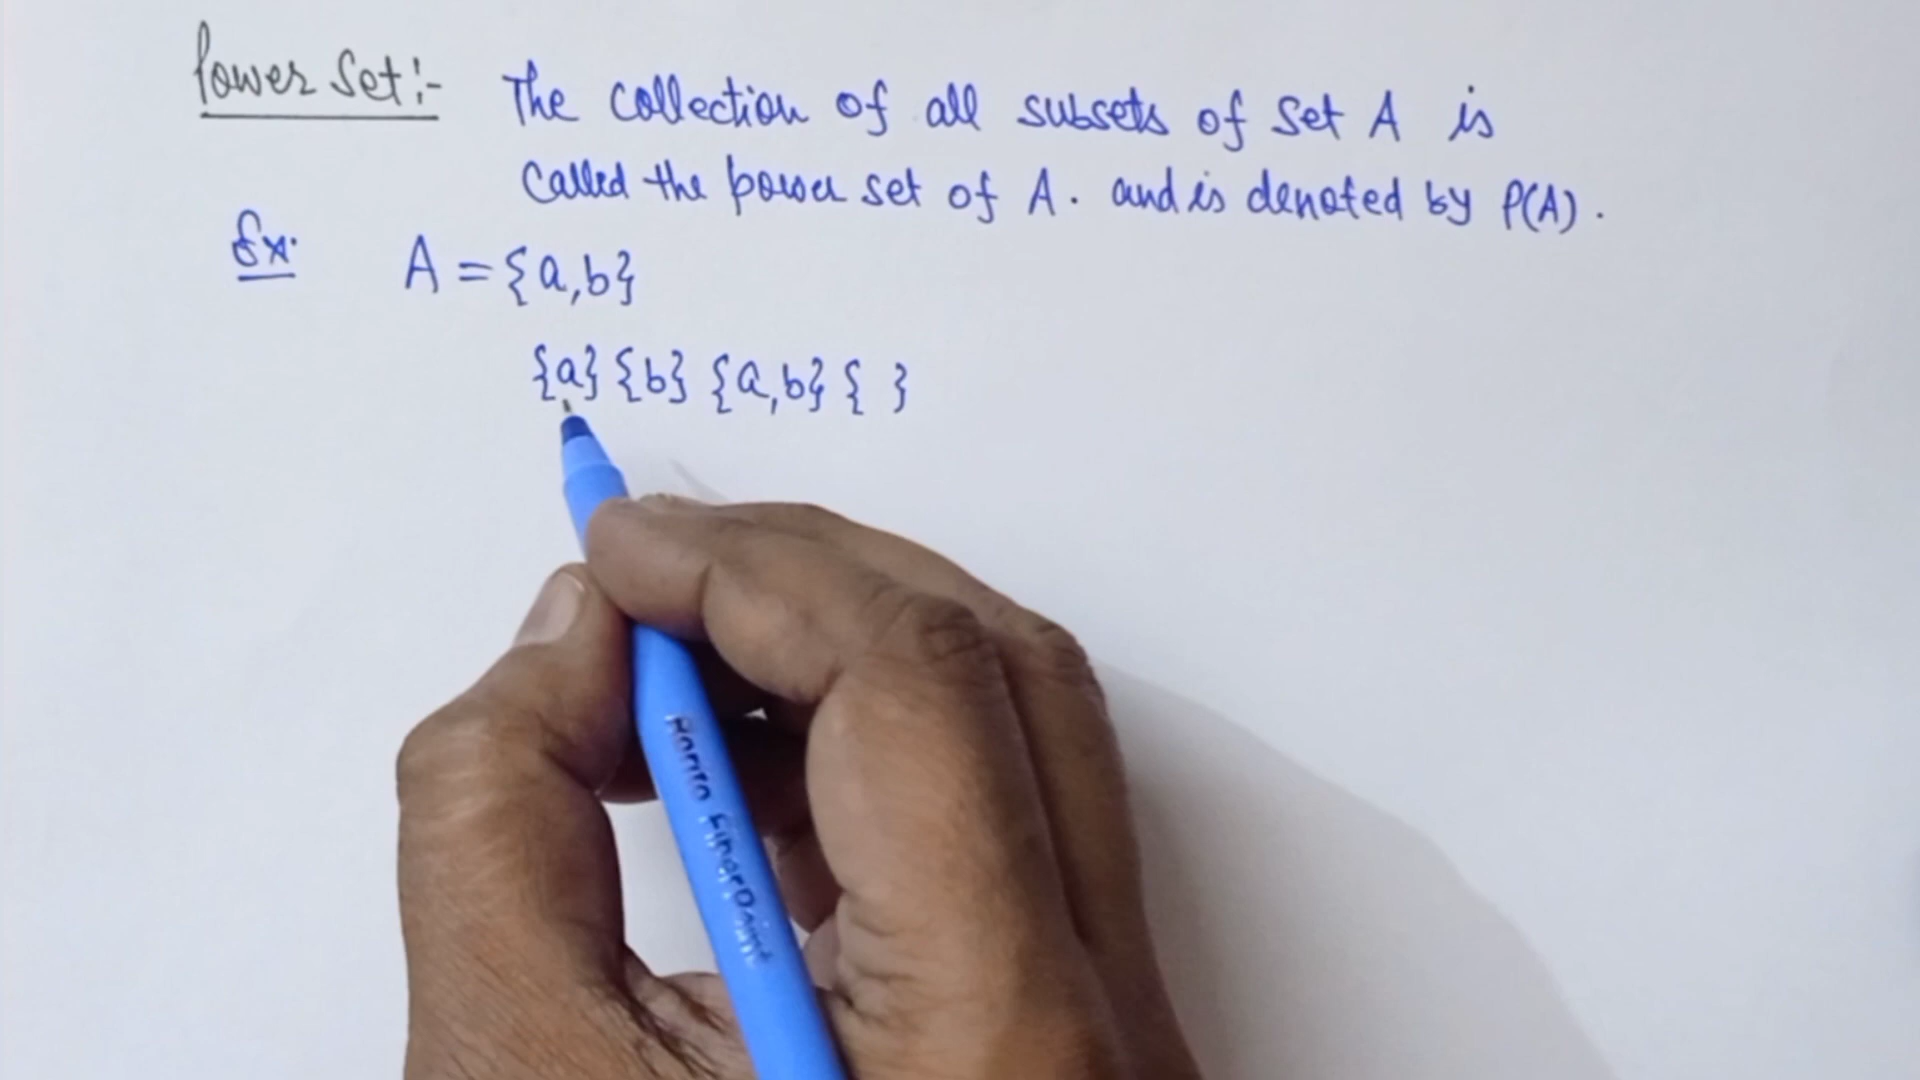 Power Set:- The collection of all subsets of Set A is
called the power set of A. and is denoted by P(A).
Ex. A = {a,b}
{a} {b} {a,b} { }
FiberPoint